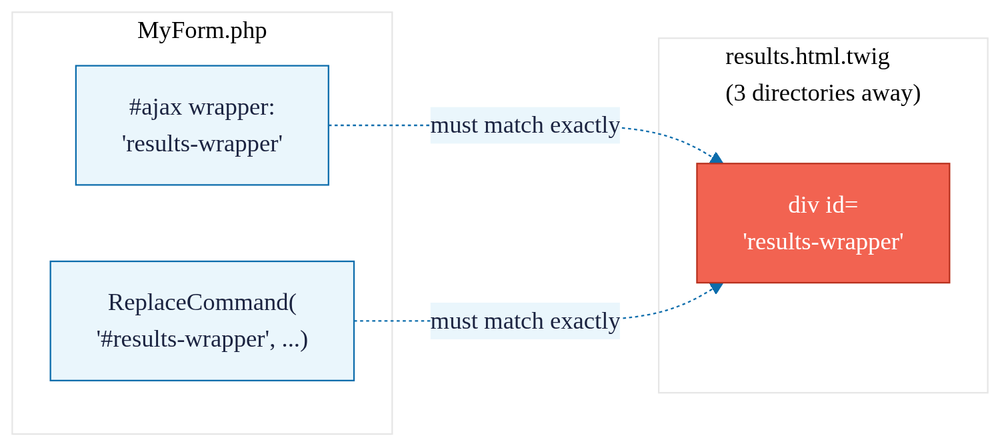 MyForm.php
#ajax wrapper:
'results-wrapper'
must match exactly
ReplaceCommand(
'#results-wrapper', ...)
must match exactly
results.html.twig
(3 directories away)
div id=
'results-wrapper'